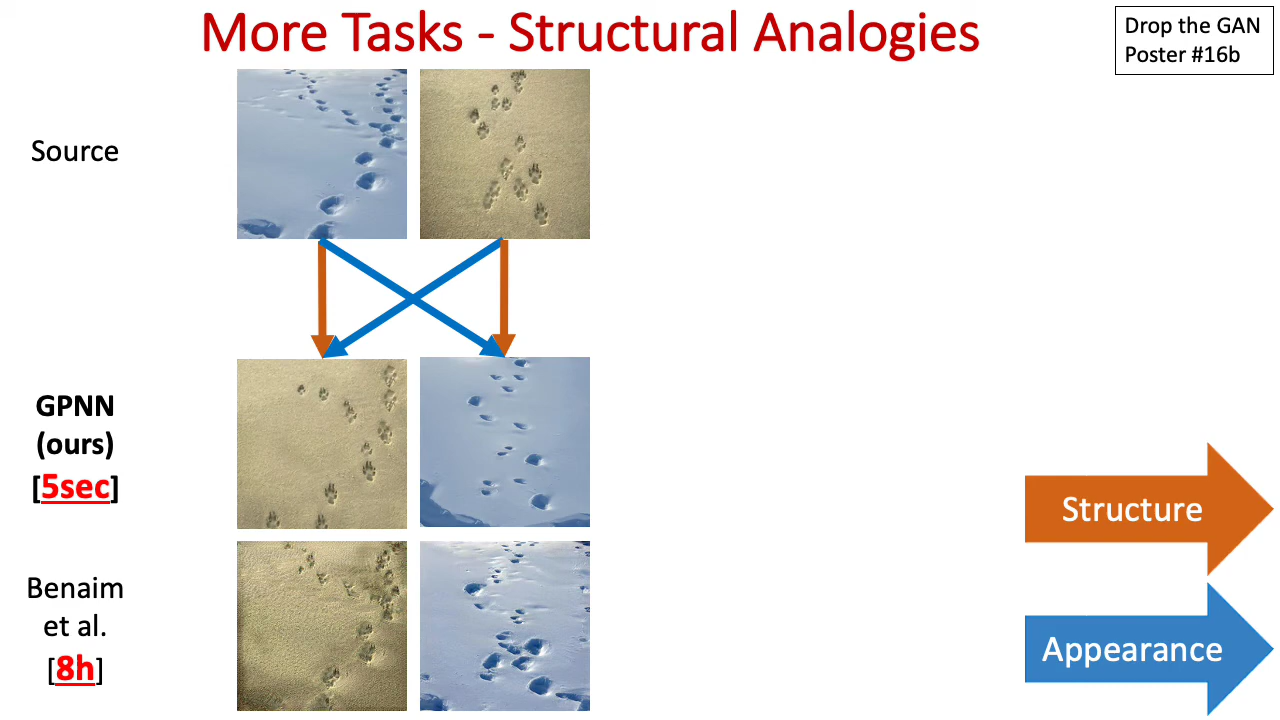 More Tasks - Structural Analogies
Drop the GAN
Poster #16b
Source
GPNN
(ours)
[5sec]
Benaim
et al.
[8h]
Structure
Appearance